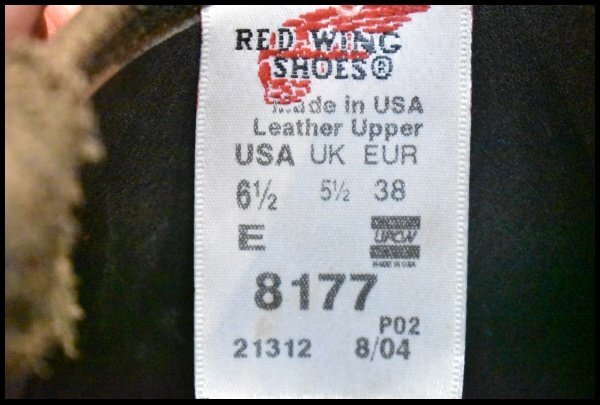 RED WING
SHOES®
Made in USA
Leather Upper
USA UK EUR
6½ 5½ 38
E UPCW
MADE IN USA
8177
P02
21312 8/04